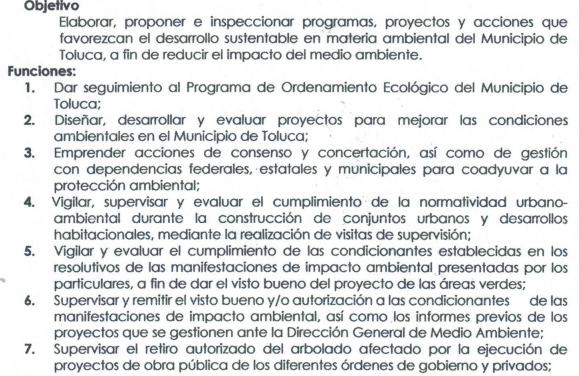 Objetivo
Elaborar, proponer e inspeccionar programas, proyectos y acciones que
favorezcan el desarrollo sustentable en materia ambiental del Municipio de
Toluca, a fin de reducir el impacto del medio ambiente.
Funciones:
1. Dar seguimiento al Programa de Ordenamiento Ecológico del Municipio de
Toluca;
2. Diseñar, desarrollar y evaluar proyectos para mejorar las condiciones
ambientales en el Municipio de Toluca;
3. Emprender acciones de consenso y concertación, así como de gestión
con dependencias federales, estatales y municipales para coadyuvar a la
protección ambiental;
4. Vigilar, supervisar y evaluar el cumplimiento de la normatividad urbano-
ambiental durante la construcción de conjuntos urbanos y desarrollos
habitacionales, mediante la realización de visitas de supervisión;
5. Vigilar y evaluar el cumplimiento de las condicionantes establecidas en los
resolutivos de las manifestaciones de impacto ambiental presentadas por los
particulares, a fin de dar el visto bueno del proyecto de las áreas verdes;
6. Supervisar y remitir el visto bueno y/o autorización a las condicionantes de las
manifestaciones de impacto ambiental, así como los informes previos de los
proyectos que se gestionen ante la Dirección General de Medio Ambiente;
7. Supervisar el retiro autorizado del arbolado afectado por la ejecución de
proyectos de obra pública de los diferentes órdenes de gobierno y privados;